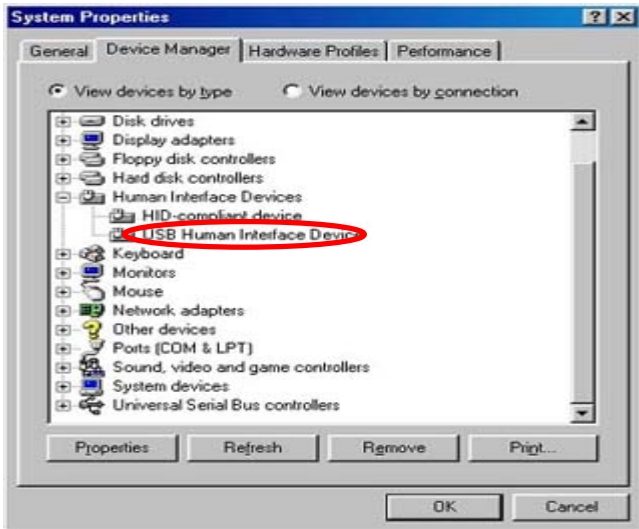 System Properties
General Device Manager Hardware Profiles Performance
View devices by type View devices by connection
Disk drives
Display adapters
Floppy disk controllers
Hard disk controllers
Human Interface Devices
HID-compliant device
USB Human Interface Device
Keyboard
Monitors
Mouse
Network adapters
Other devices
Ports (COM & LPT)
Sound, video and game controllers
System devices
Universal Serial Bus controllers
Properties Refresh Remove Print...
OK Cancel